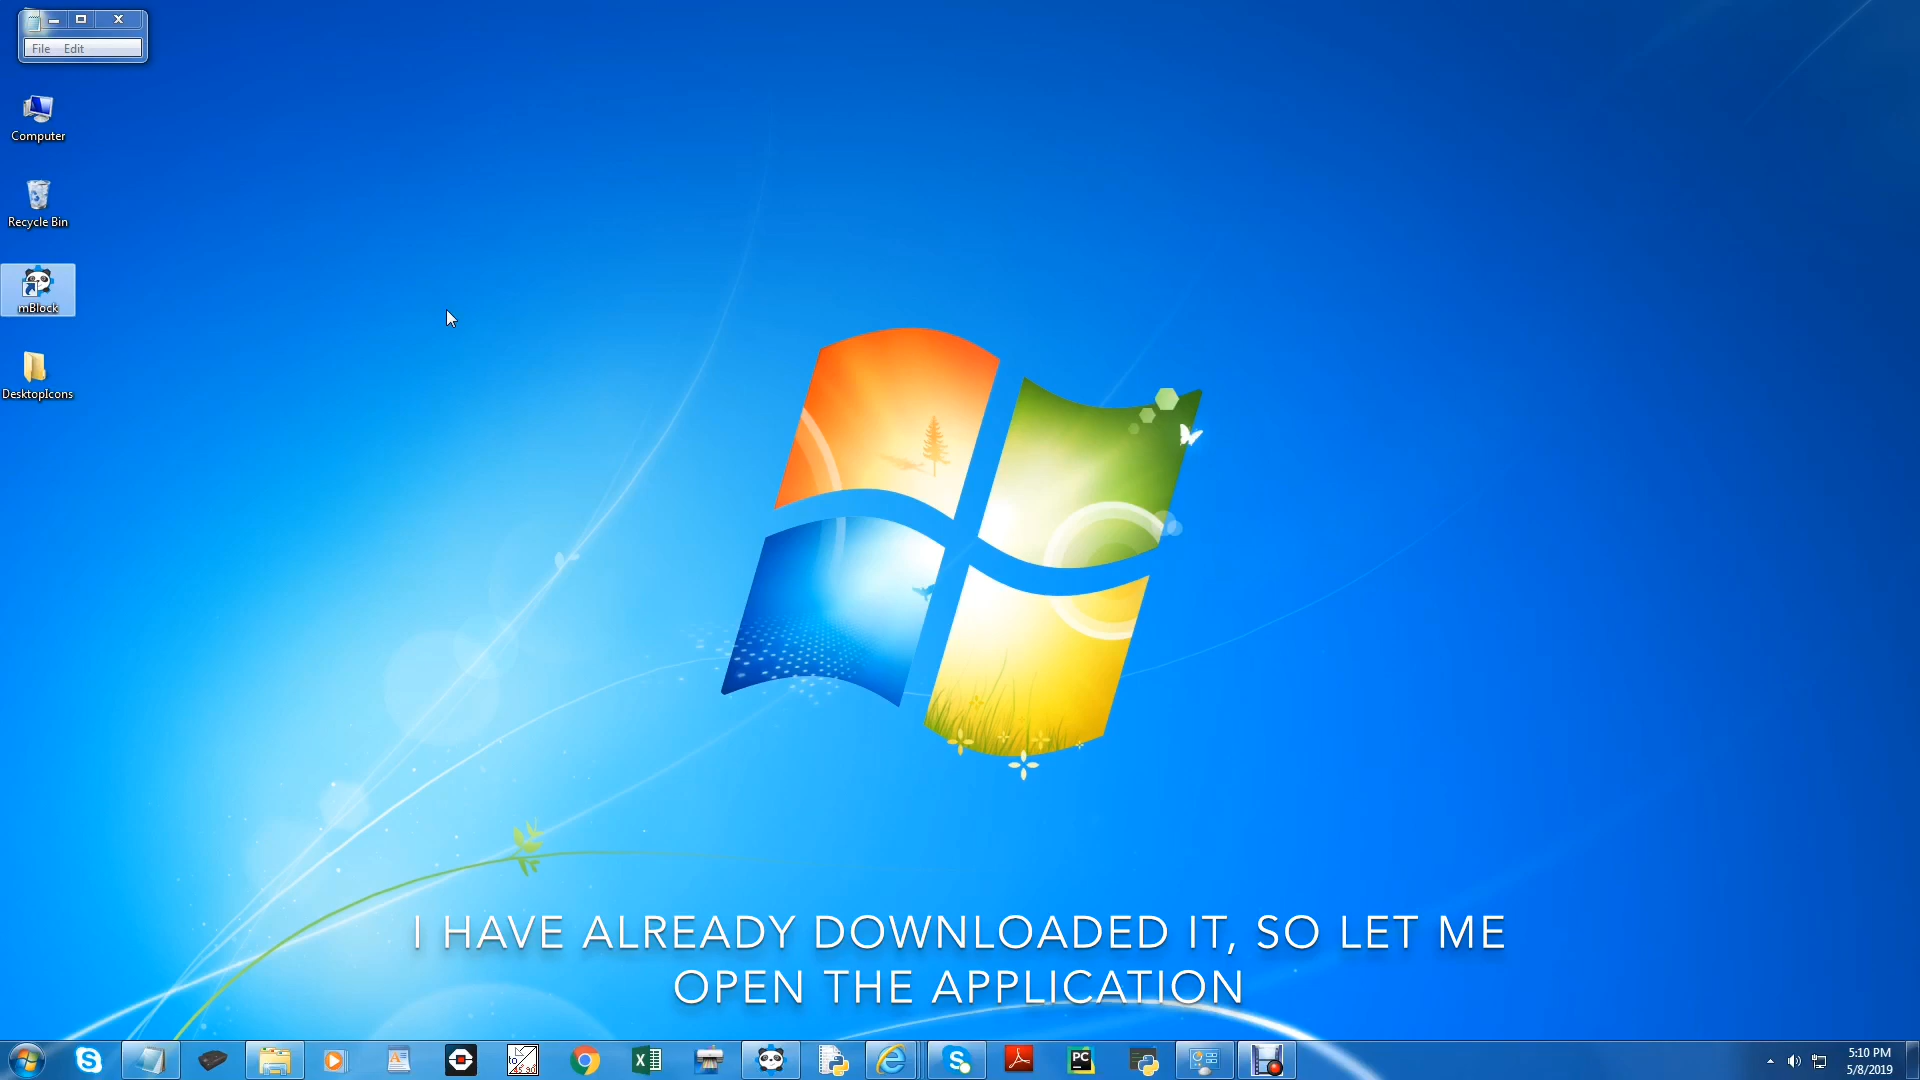 File Edit
Computer
Recycle Bin
mBlock
DesktopIcons
I HAVE ALREADY DOWNLOADED IT, SO LET ME
OPEN THE APPLICATION
PC
5:10 PM
5/8/2019